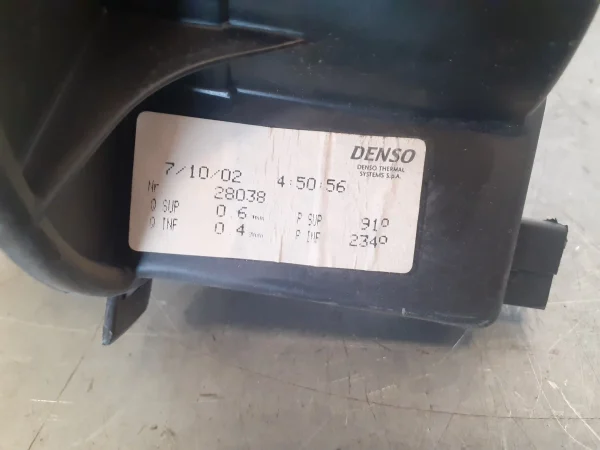 DENSO
DENSO THERMAL
SYSTEMS S.p.A.
7/10/02 4:50:56
Nr 28038
Q SUP 0.6 mm P SUP 91°
Q INF 0 4 mm P INF 234°